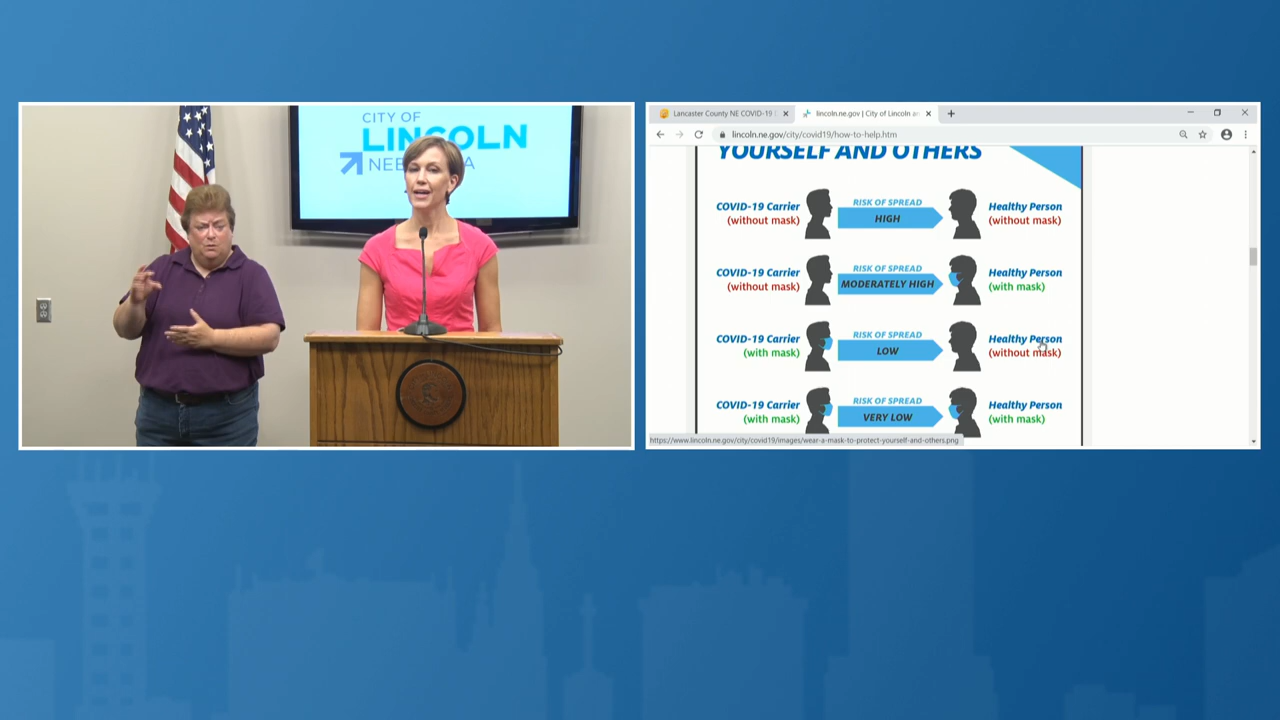 CITY OF
LINCOLN
Lancaster County NE COVID-19
lincoln.ne.gov | City of Lincoln
lincoln.ne.gov/city/covid19/how-to-help.htm
YOURSELF AND OTHERS
COVID-19 Carrier
(without mask)
RISK OF SPREAD
HIGH
Healthy Person
(without mask)
COVID-19 Carrier
(without mask)
RISK OF SPREAD
MODERATELY HIGH
Healthy Person
(with mask)
COVID-19 Carrier
(with mask)
RISK OF SPREAD
LOW
Healthy Person
(without mask)
COVID-19 Carrier
(with mask)
RISK OF SPREAD
VERY LOW
Healthy Person
(with mask)
https://www.lincoln.ne.gov/city/covid19/images/wear-a-mask-to-protect-yourself-and-others.png